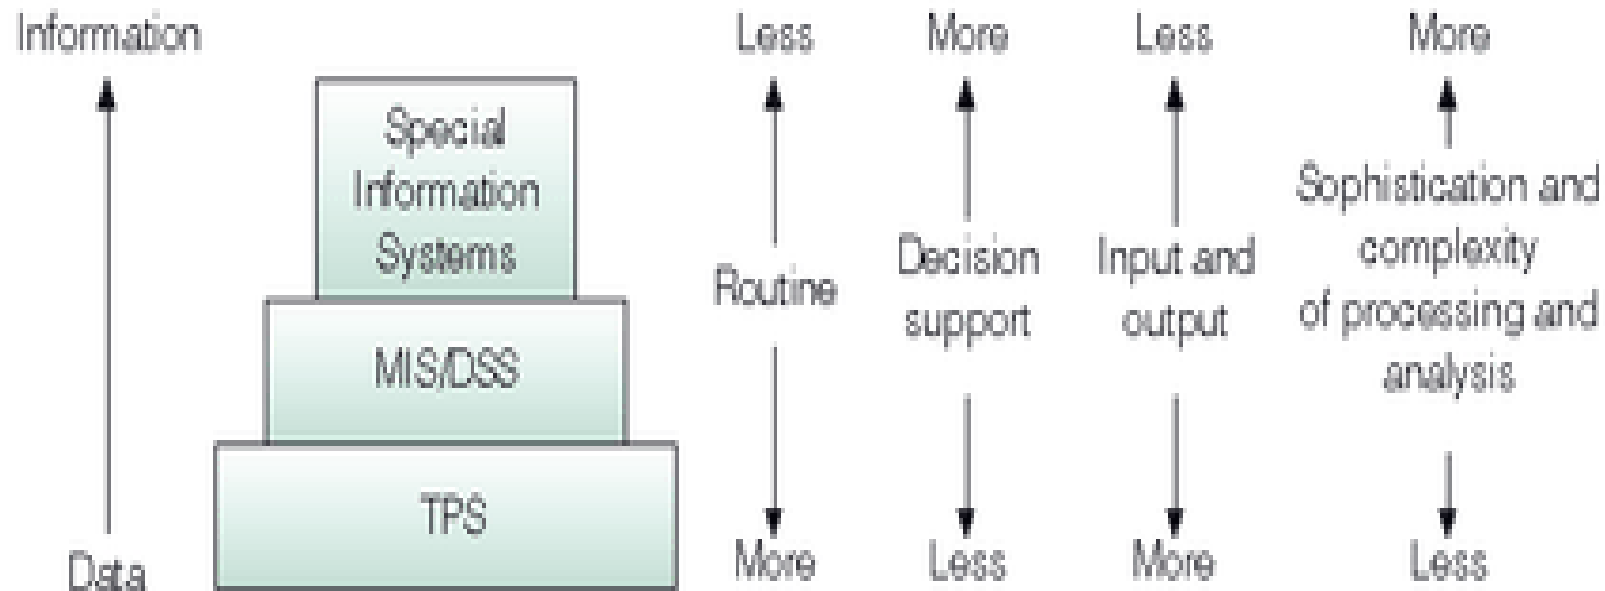 Information
Data
Special
Information
Systems
MIS/DSS
TPS
Less
Routine
More
More
Decision
support
Less
Less
Input and
output
More
More
Sophistication and
complexity
of processing and
analysis
Less